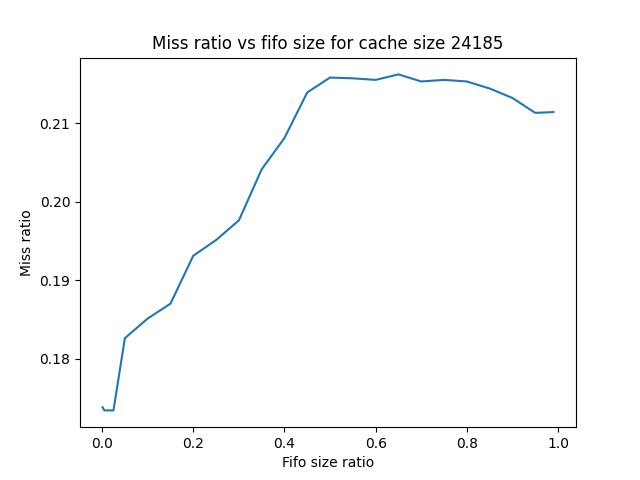 Miss ratio vs fifo size for cache size 24185
Miss ratio
0.21
0.20
0.19
0.18
0.0 0.2 0.4 0.6 0.8 1.0
Fifo size ratio